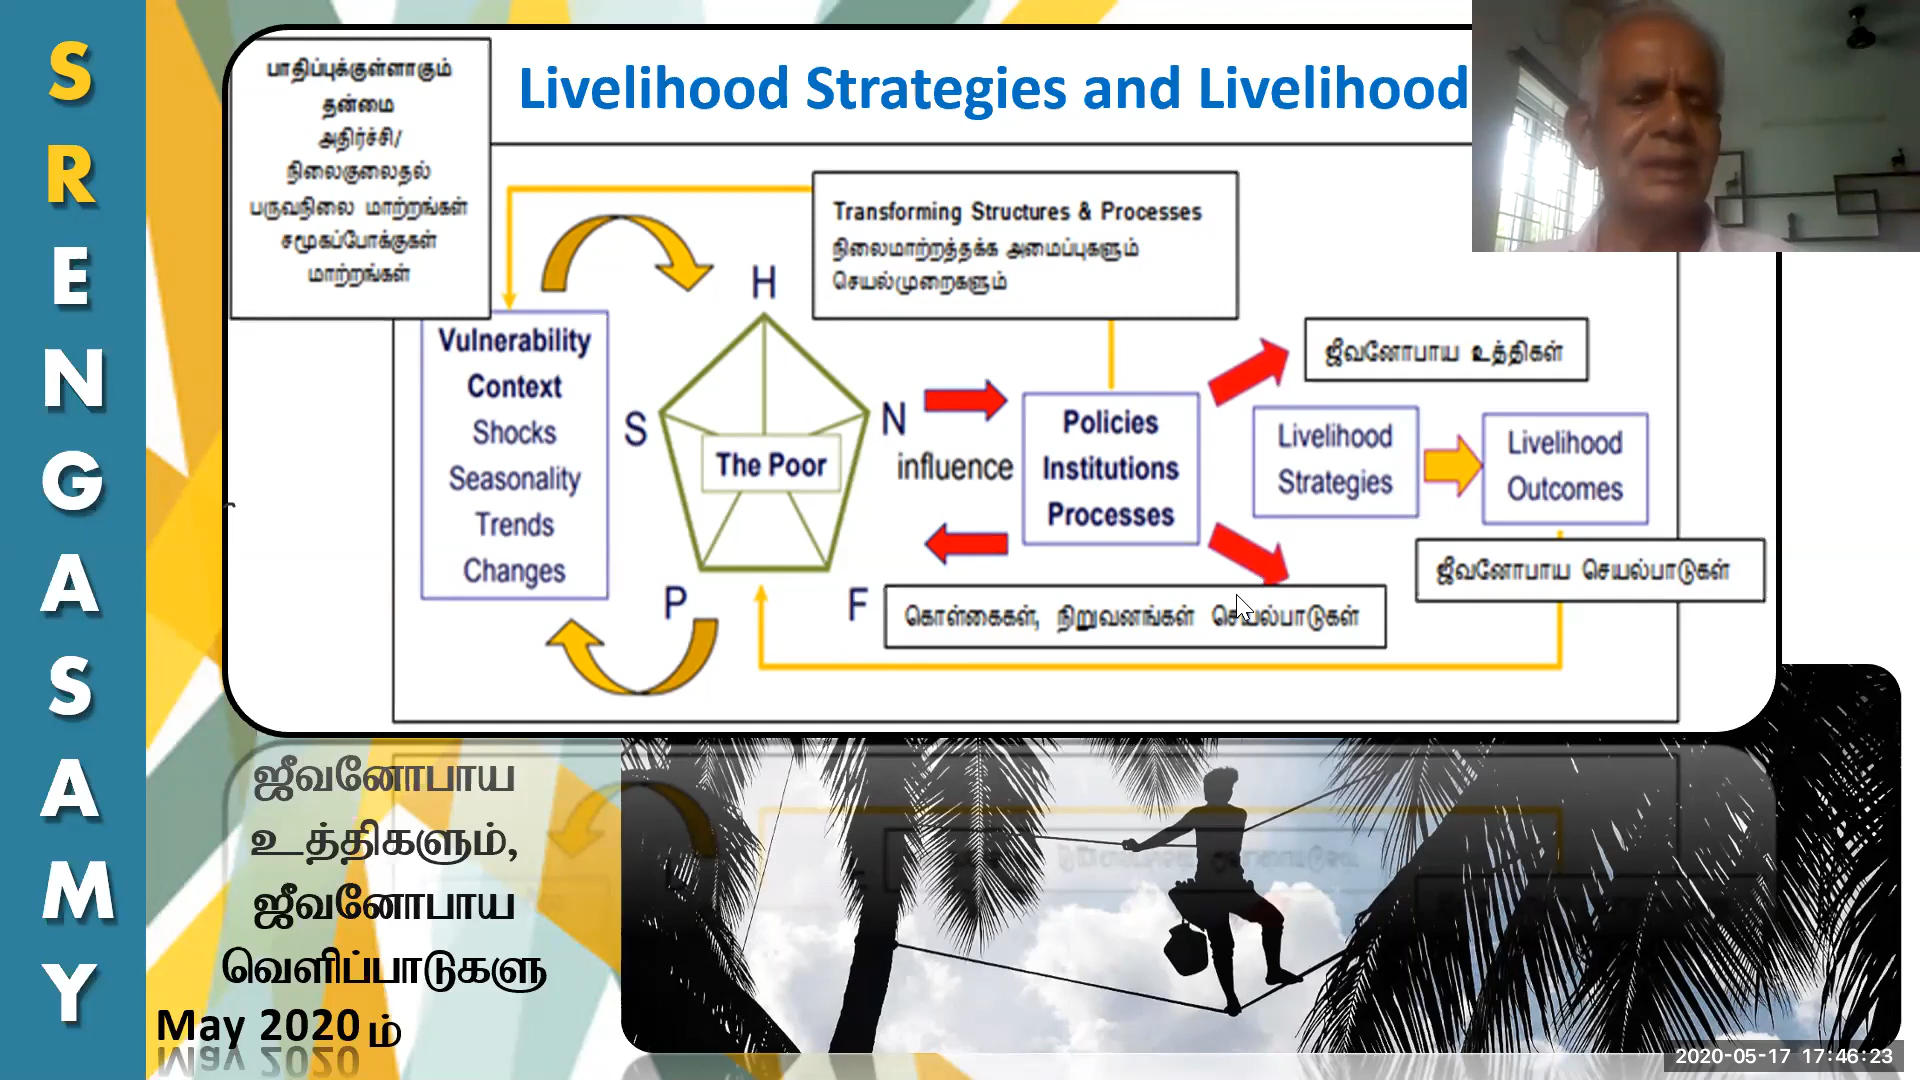 SRENGASAMY
பாதிப்புக்குள்ளாகும்
தன்மை
அதிர்ச்சி/
நிலைகுலைதல்
பருவநிலை மாற்றங்கள்
சமூகப்போக்குகள்
மாற்றங்கள்
Livelihood Strategies and Livelihood
Transforming Structures & Processes
நிலைமாற்றத்தக்க அமைப்புகளும்
செயல்முறைகளும்
Vulnerability
Context
Shocks
Seasonality
Trends
Changes
H
S
N
P
F
The Poor
influence
Policies
Institutions
Processes
ஜீவனோபாய உத்திகள்
Livelihood
Strategies
Livelihood
Outcomes
ஜீவனோபாய செயல்பாடுகள்
கொள்கைகள், நிறுவனங்கள் செயல்பாடுகள்
ஜீவனோபாய
உத்திகளும்,
ஜீவனோபாய
வெளிப்பாடுகளு
ம்
May 2020
2020-05-17 17:46:23